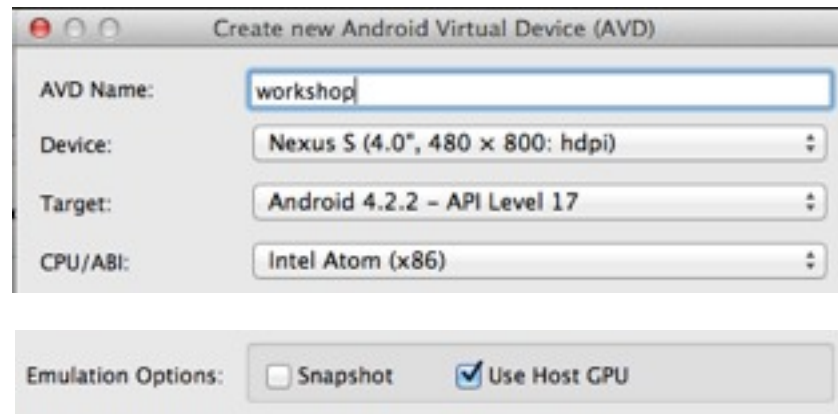 Create new Android Virtual Device (AVD)
AVD Name: workshop
Device: Nexus S (4.0", 480 × 800: hdpi)
Target: Android 4.2.2 – API Level 17
CPU/ABI: Intel Atom (x86)
Emulation Options: Snapshot Use Host GPU